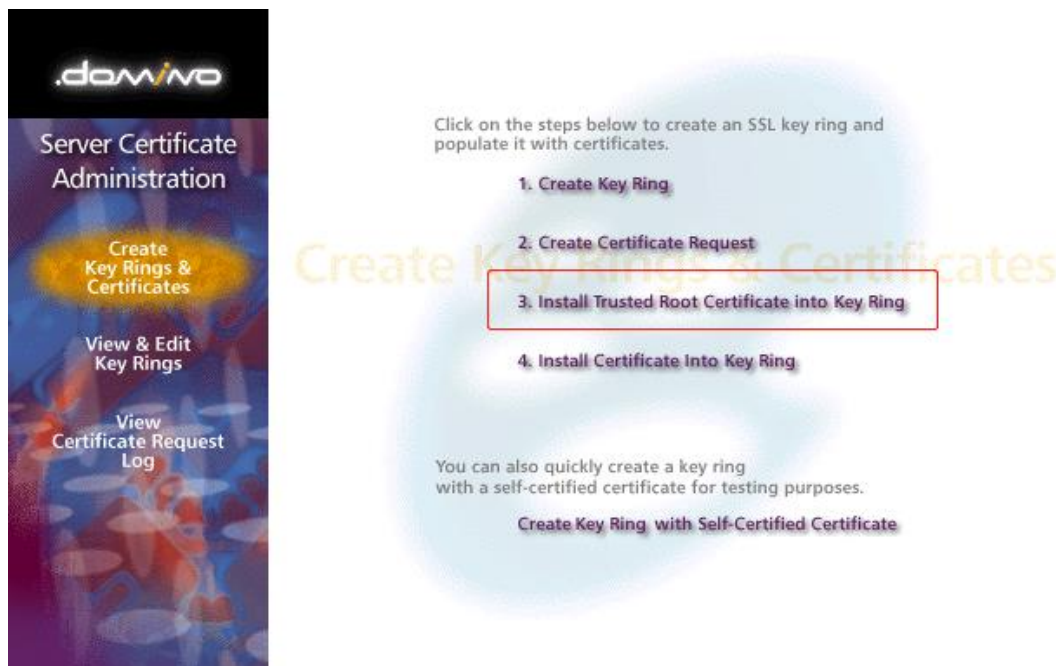 .domino
Server Certificate
Administration
Create
Key Rings &
Certificates
View & Edit
Key Rings
View
Certificate Request
Log
Create Key Rings & Certificates
Click on the steps below to create an SSL key ring and
populate it with certificates.
1. Create Key Ring
2. Create Certificate Request
3. Install Trusted Root Certificate into Key Ring
4. Install Certificate Into Key Ring
You can also quickly create a key ring
with a self-certified certificate for testing purposes.
Create Key Ring with Self-Certified Certificate